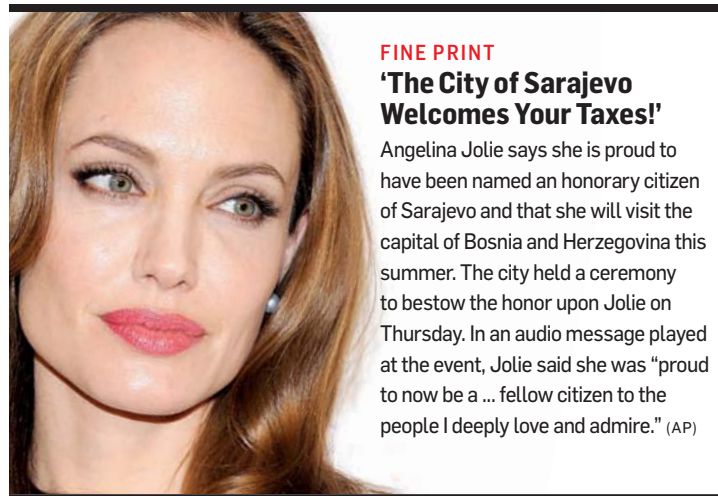 FINE PRINT
‘The City of Sarajevo
Welcomes Your Taxes!’
Angelina Jolie says she is proud to
have been named an honorary citizen
of Sarajevo and that she will visit the
capital of Bosnia and Herzegovina this
summer. The city held a ceremony
to bestow the honor upon Jolie on
Thursday. In an audio message played
at the event, Jolie said she was “proud
to now be a ... fellow citizen to the
people I deeply love and admire.” (AP)